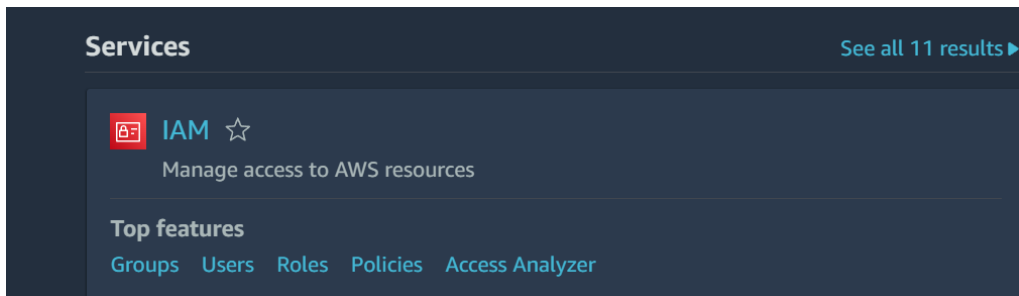 Services
See all 11 results
IAM
Manage access to AWS resources
Top features
Groups Users Roles Policies Access Analyzer